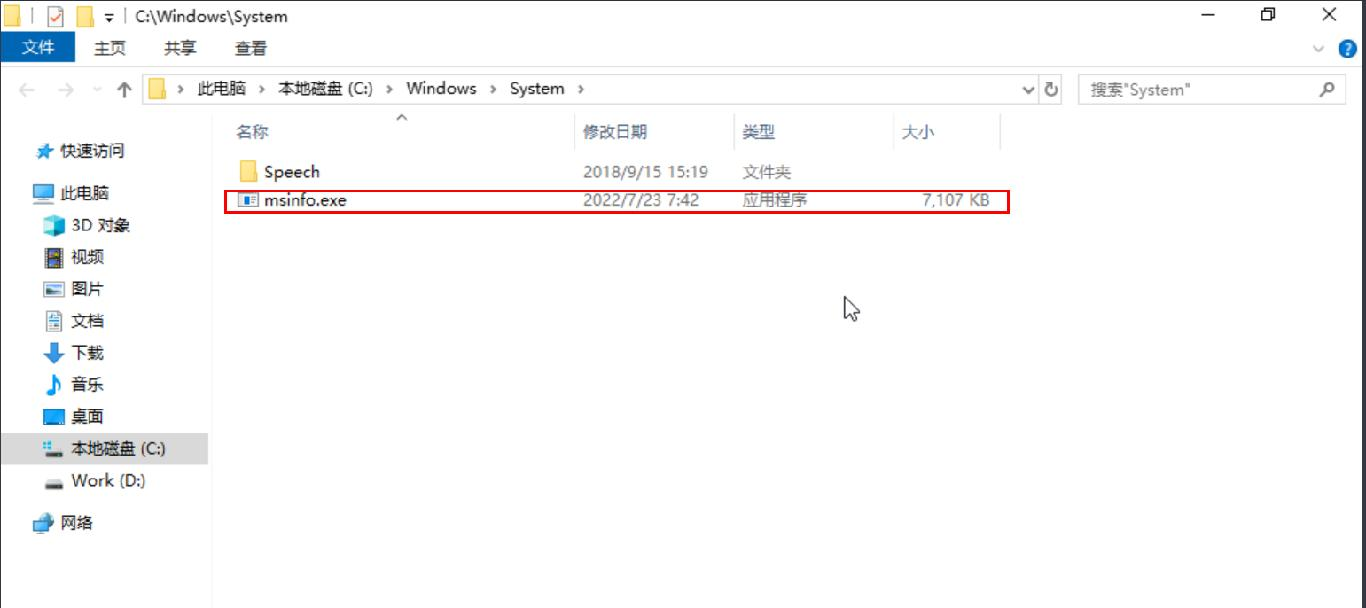 C:\Windows\System
文件 主页 共享 查看
此电脑 本地磁盘 (C:) Windows System 搜索"System"
名称 修改日期 类型 大小
快速访问
Speech 2018/9/15 15:19 文件夹
此电脑
msinfo.exe 2022/7/23 7:42 应用程序 7,107 KB
3D 对象
视频
图片
文档
下载
音乐
桌面
本地磁盘 (C:)
Work (D:)
网络